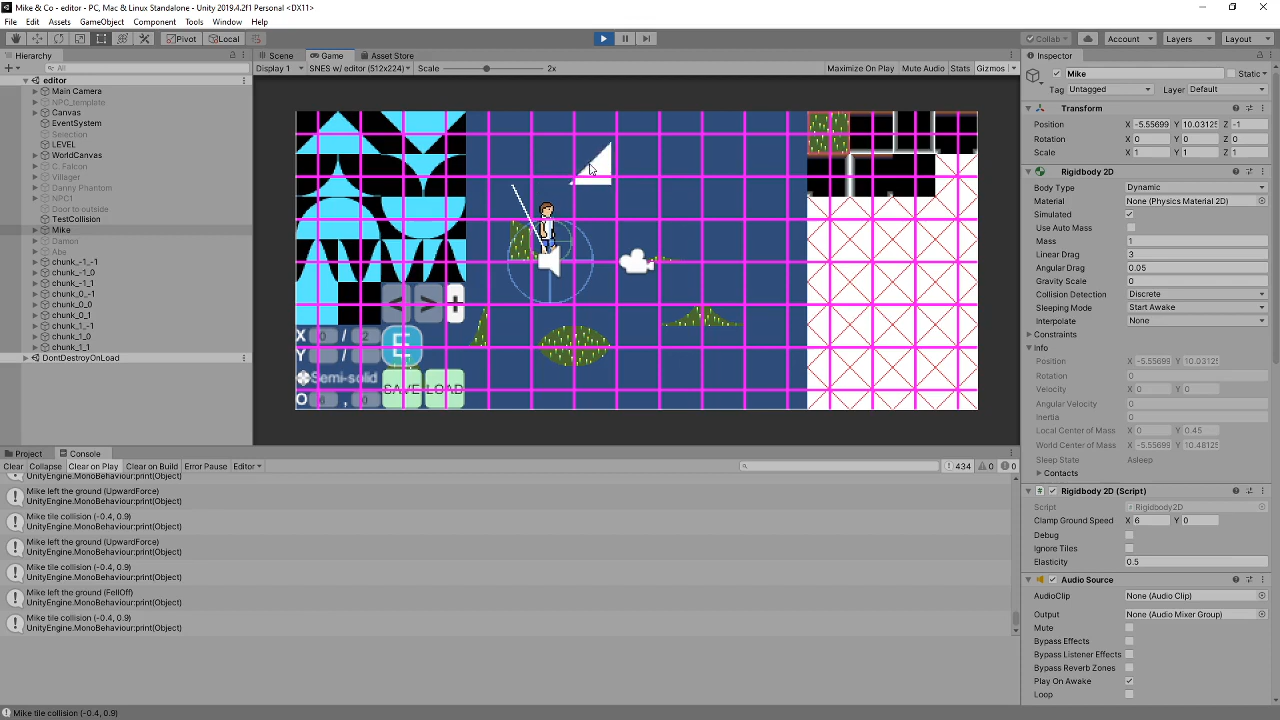 Mike & Co - editor - PC, Mac & Linux Standalone - Unity 2019.4.2f1 Personal <DX11>
File Edit Assets GameObject Component Tools Window Help
Pivot Local Collab Account Layers Layout
Hierarchy
All
editor
Main Camera
NPC_template
Canvas
EventSystem
Selection
LEVEL
WorldCanvas
C. Falcon
Villager
Danny Phantom
NPC1
Door to outside
TestCollision
Mike
Damon
Abe
chunk_-1_-1
chunk_-1_0
chunk_-1_1
chunk_0_-1
chunk_0_0
chunk_0_1
chunk_1_-1
chunk_1_0
chunk_1_1
DontDestroyOnLoad
Scene Game Asset Store
Display 1 SNES w/ editor (512x224) Scale 2x Maximize On Play Mute Audio Stats Gizmos
< > +
X 0 / 2
Y / E
Semi-solid SAVE LOAD
O 0 , 0
Project Console
Clear Collapse Clear on Play Clear on Build Error Pause Editor 434 0 0
UnityEngine.MonoBehaviour:print(Object)
Mike left the ground (UpwardForce)
UnityEngine.MonoBehaviour:print(Object)
Mike tile collision (-0.4, 0.9)
UnityEngine.MonoBehaviour:print(Object)
Mike left the ground (UpwardForce)
UnityEngine.MonoBehaviour:print(Object)
Mike tile collision (-0.4, 0.9)
UnityEngine.MonoBehaviour:print(Object)
Mike left the ground (FellOff)
UnityEngine.MonoBehaviour:print(Object)
Mike tile collision (-0.4, 0.9)
UnityEngine.MonoBehaviour:print(Object)
Mike tile collision (-0.4, 0.9)
Inspector
Mike Static
Tag Untagged Layer Default
Transform
Position X -5.55699 Y 10.03125 Z -1
Rotation X 0 Y 0 Z 0
Scale X 1 Y 1 Z 1
Rigidbody 2D
Body Type Dynamic
Material None (Physics Material 2D)
Simulated
Use Auto Mass
Mass 1
Linear Drag 3
Angular Drag 0.05
Gravity Scale 0
Collision Detection Discrete
Sleeping Mode Start Awake
Interpolate None
Constraints
Info
Position X -5.55699 Y 10.03125
Rotation 0
Velocity X 0 Y 0
Angular Velocity 0
Inertia 0
Local Center of Mass X 0 Y 0.45
World Center of Mass X -5.55699 Y 10.48125
Sleep State Asleep
Contacts
Rigidbody 2D (Script)
Script Rigidbody2D
Clamp Ground Speed X 6 Y 0
Debug
Ignore Tiles
Elasticity 0.5
Audio Source
AudioClip None (Audio Clip)
Output None (Audio Mixer Group)
Mute
Bypass Effects
Bypass Listener Effects
Bypass Reverb Zones
Play On Awake
Loop